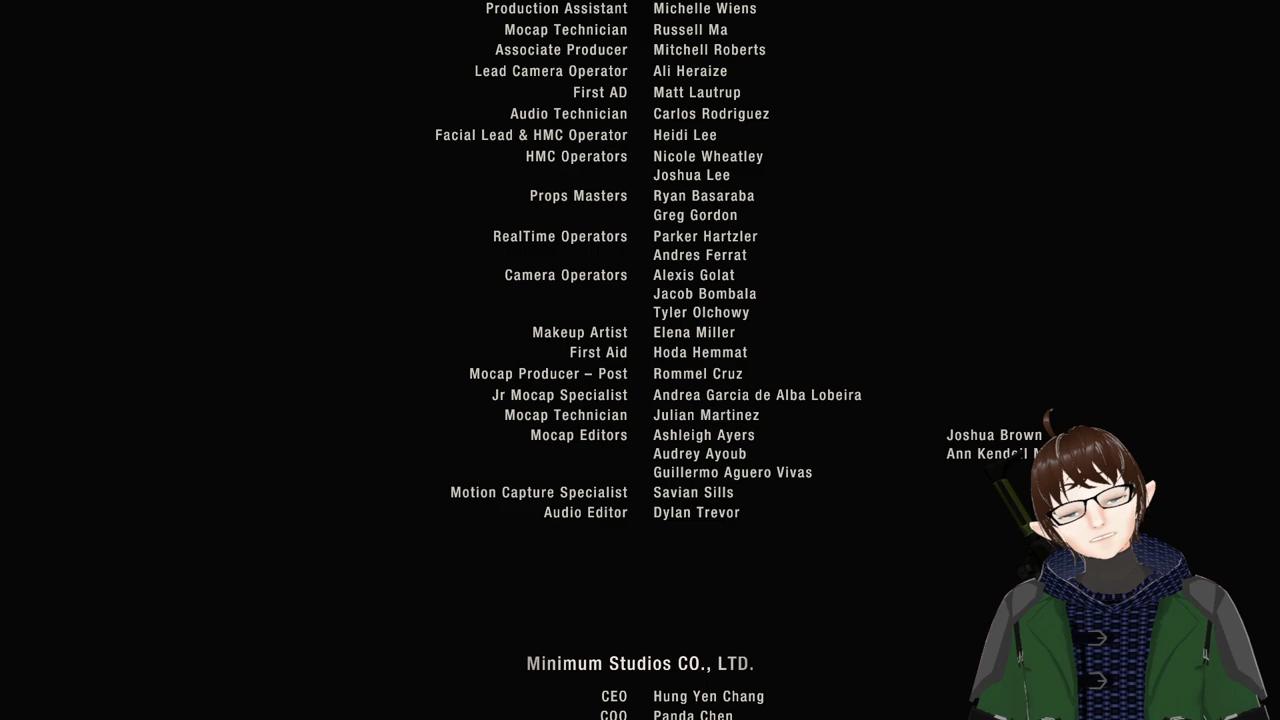 Production Assistant Michelle Wiens
Mocap Technician Russell Ma
Associate Producer Mitchell Roberts
Lead Camera Operator Ali Heraize
First AD Matt Lautrup
Audio Technician Carlos Rodriguez
Facial Lead & HMC Operator Heidi Lee
HMC Operators Nicole Wheatley
Joshua Lee
Props Masters Ryan Basaraba
Greg Gordon
RealTime Operators Parker Hartzler
Andres Ferrat
Camera Operators Alexis Golat
Jacob Bombala
Tyler Olchowy
Makeup Artist Elena Miller
First Aid Hoda Hemmat
Mocap Producer – Post Rommel Cruz
Jr Mocap Specialist Andrea Garcia de Alba Lobeira
Mocap Technician Julian Martinez
Mocap Editors Ashleigh Ayers Joshua Brown
Audrey Ayoub Ann Kendell
Guillermo Aguero Vivas
Motion Capture Specialist Savian Sills
Audio Editor Dylan Trevor
Minimum Studios CO., LTD.
CEO Hung Yen Chang
COO Panda Chen